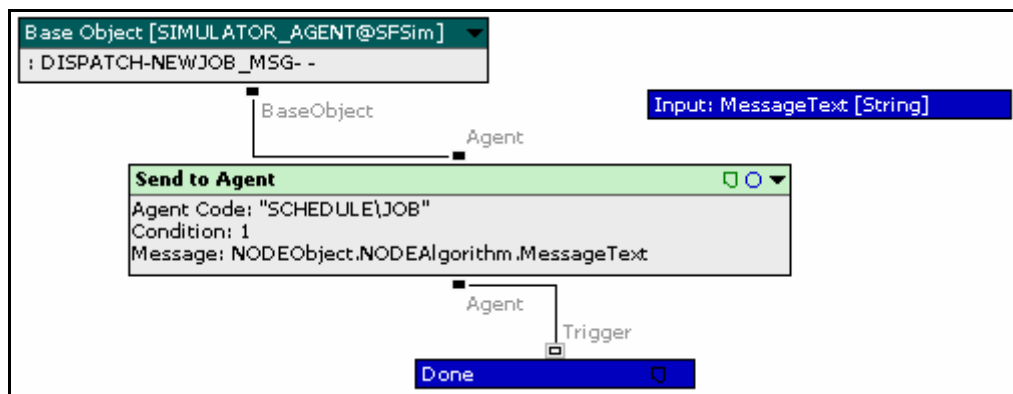 Base Object [SIMULATOR_AGENT@SFSim]
: DISPATCH-NEWJOB_MSG- -
BaseObject
Input: MessageText [String]
Agent
Send to Agent
Agent Code: "SCHEDULE\JOB"
Condition: 1
Message: NODEObject.NODEAlgorithm.MessageText
Agent
Trigger
Done